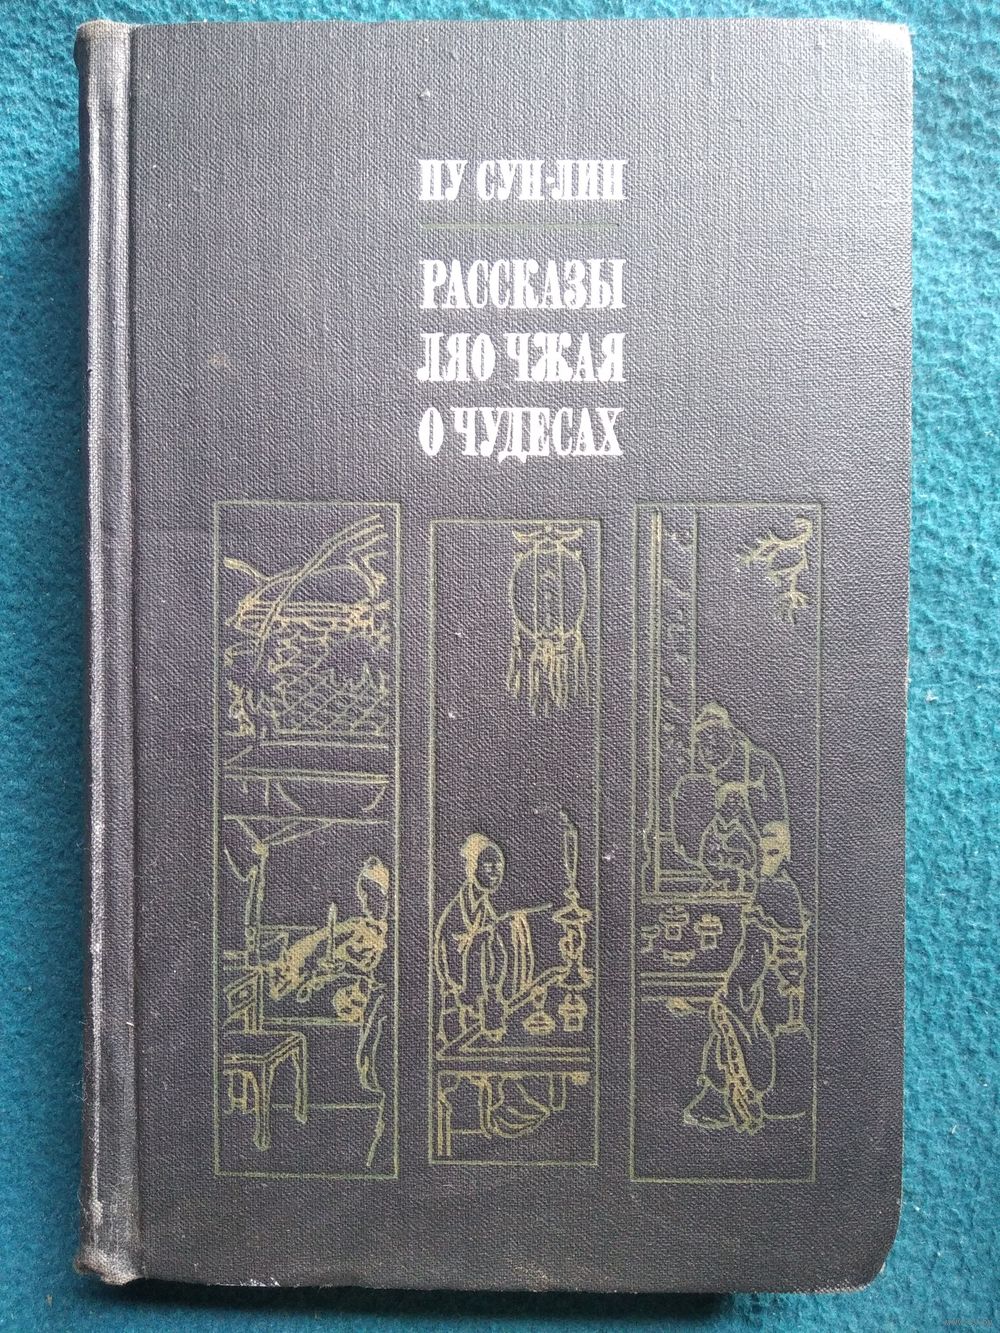 ПУ СУН-ЛИН
РАССКАЗЫ
ЛЯО ЧЖАЯ
О ЧУДЕСАХ